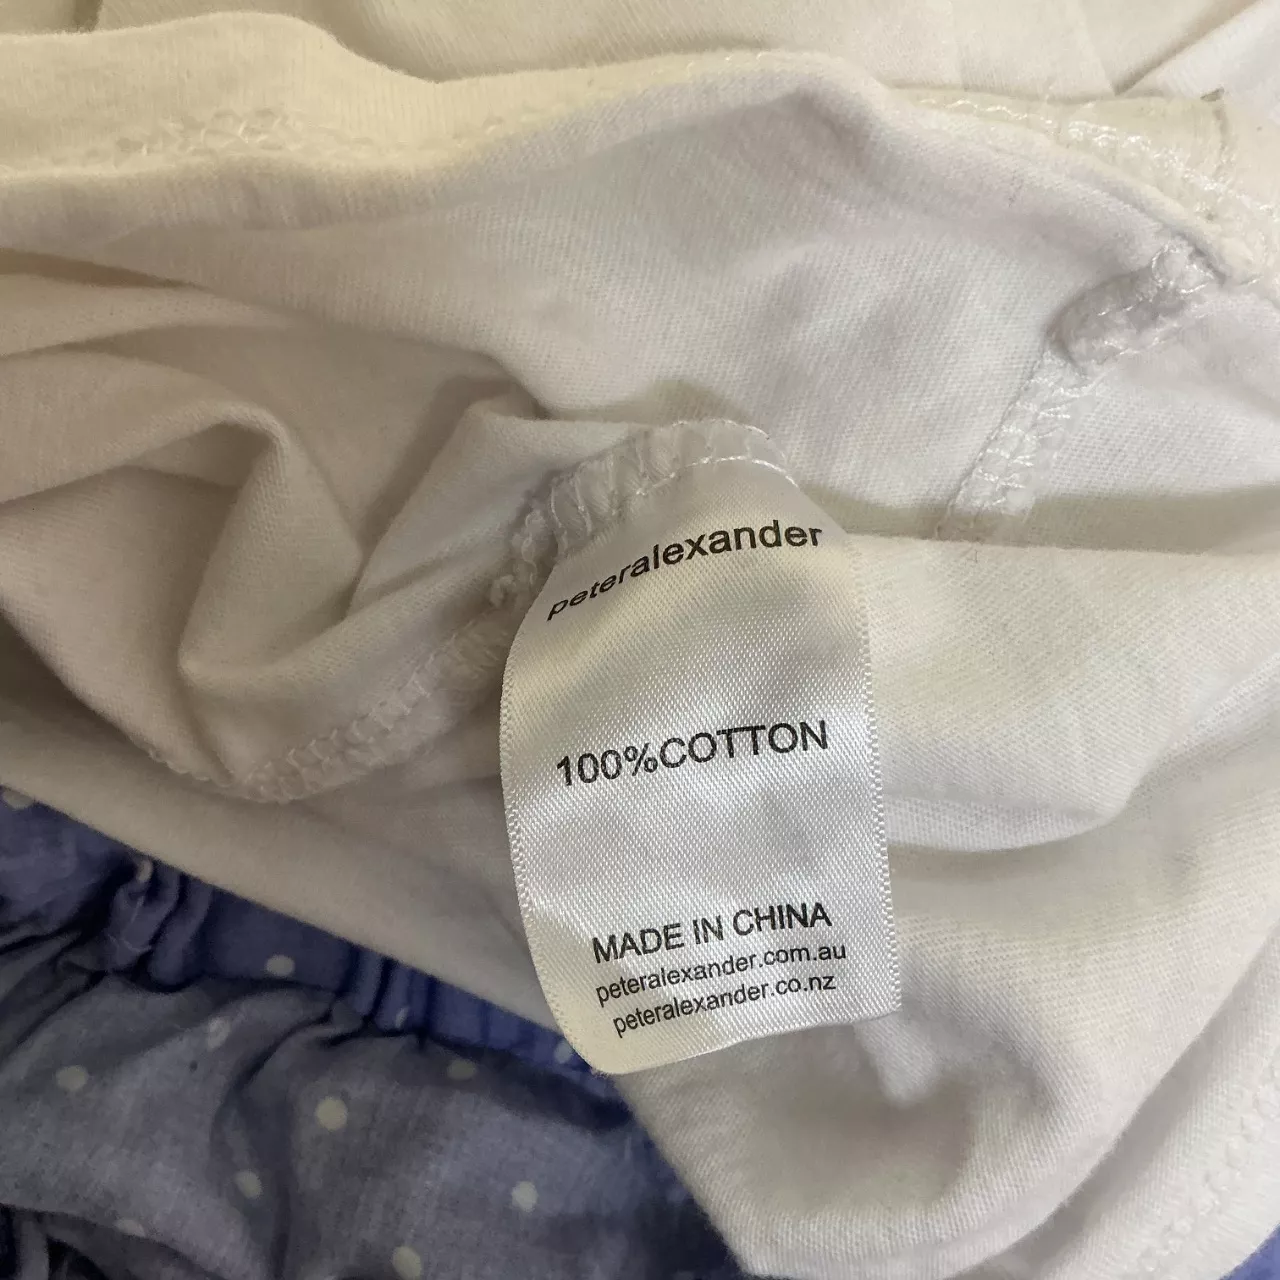 peteralexander
100%COTTON
MADE IN CHINA
peteralexander.com.au
peteralexander.co.nz